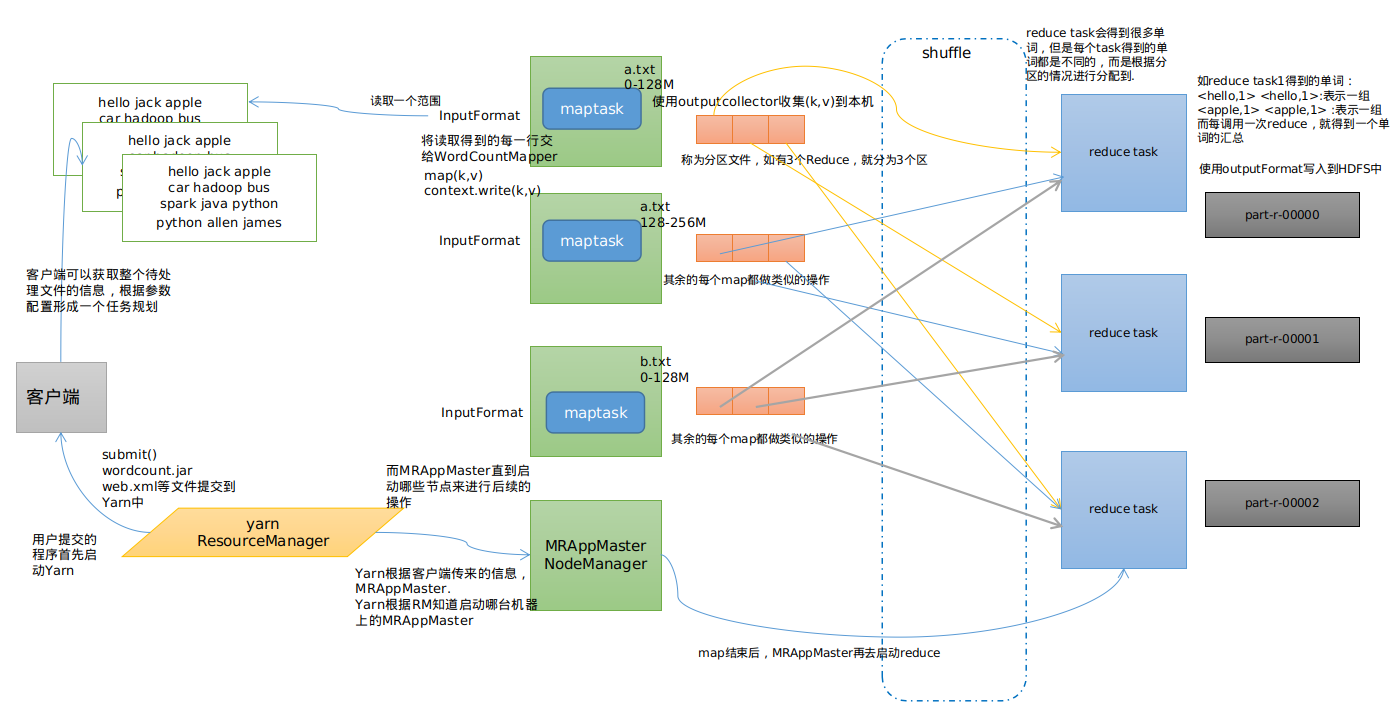 hello jack apple
car hadoop bus
hello jack apple
hello jack apple
car hadoop bus
spark java python
python allen james
客户端可以获取整个待处
理文件的信息，根据参数
配置形成一个任务规划
客户端
submit()
wordcount.jar
web.xml等文件提交到
Yarn中
用户提交的
程序首先启
动Yarn
yarn
ResourceManager
读取一个范围
InputFormat
将读取得到的每一行交
给WordCountMapper
map(k,v)
context.write(k,v)
InputFormat
InputFormat
a.txt
0-128M
maptask
a.txt
128-256M
maptask
b.txt
0-128M
maptask
而MRAppMaster直到启
动哪些节点来进行后续的
操作
MRAppMaster
NodeManager
Yarn根据客户端传来的信息，
MRAppMaster.
Yarn根据RM知道启动哪台机器
上的MRAppMaster
使用outputcollector收集(k,v)到本机
称为分区文件，如有3个Reduce，就分为3个区
其余的每个map都做类似的操作
其余的每个map都做类似的操作
map结束后，MRAppMaster再去启动reduce
shuffle
reduce task会得到很多单
词，但是每个task得到的单
词都是不同的，而是根据分
区的情况进行分配到.
reduce task
reduce task
reduce task
如reduce task1得到的单词：
<hello,1> <hello,1>:表示一组
<apple,1> <apple,1> :表示一组
而每调用一次reduce，就得到一个单
词的汇总
使用outputFormat写入到HDFS中
part-r-00000
part-r-00001
part-r-00002